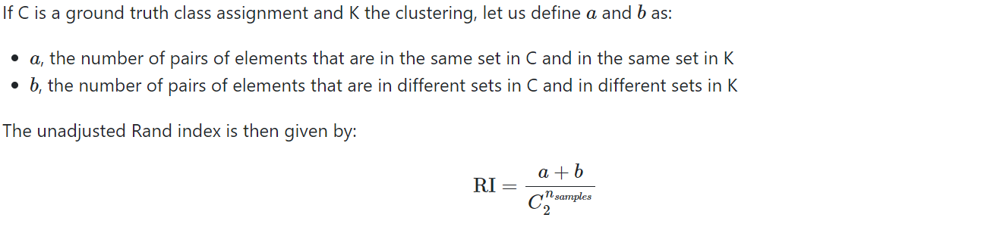 If C is a ground truth class assignment and K the clustering, let us define a and b as:
• a, the number of pairs of elements that are in the same set in C and in the same set in K
• b, the number of pairs of elements that are in different sets in C and in different sets in K
The unadjusted Rand index is then given by:
RI = \frac{a + b}{C_2^{n_{samples}}}